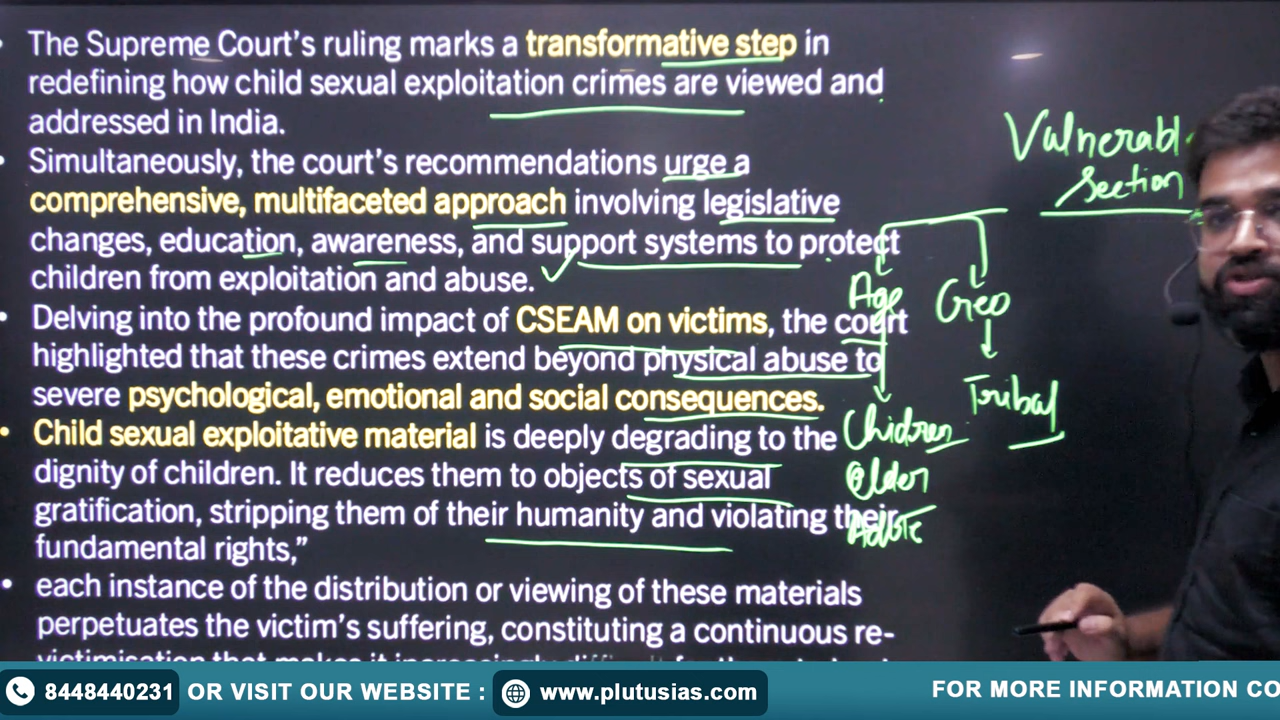 • The Supreme Court's ruling marks a transformative step in
redefining how child sexual exploitation crimes are viewed and
addressed in India.
• Simultaneously, the court's recommendations urge a
comprehensive, multifaceted approach involving legislative
changes, education, awareness, and support systems to protect
children from exploitation and abuse.
• Delving into the profound impact of CSEAM on victims, the court
highlighted that these crimes extend beyond physical abuse to
severe psychological, emotional and social consequences.
• Child sexual exploitative material is deeply degrading to the
dignity of children. It reduces them to objects of sexual
gratification, stripping them of their humanity and violating their
fundamental rights,”
• each instance of the distribution or viewing of these materials
perpetuates the victim's suffering, constituting a continuous re-
Vulnerabl
Section
Age
Geo
Tribal
Chidren
Older
8448440231 OR VISIT OUR WEBSITE : www.plutusias.com
FOR MORE INFORMATION CO